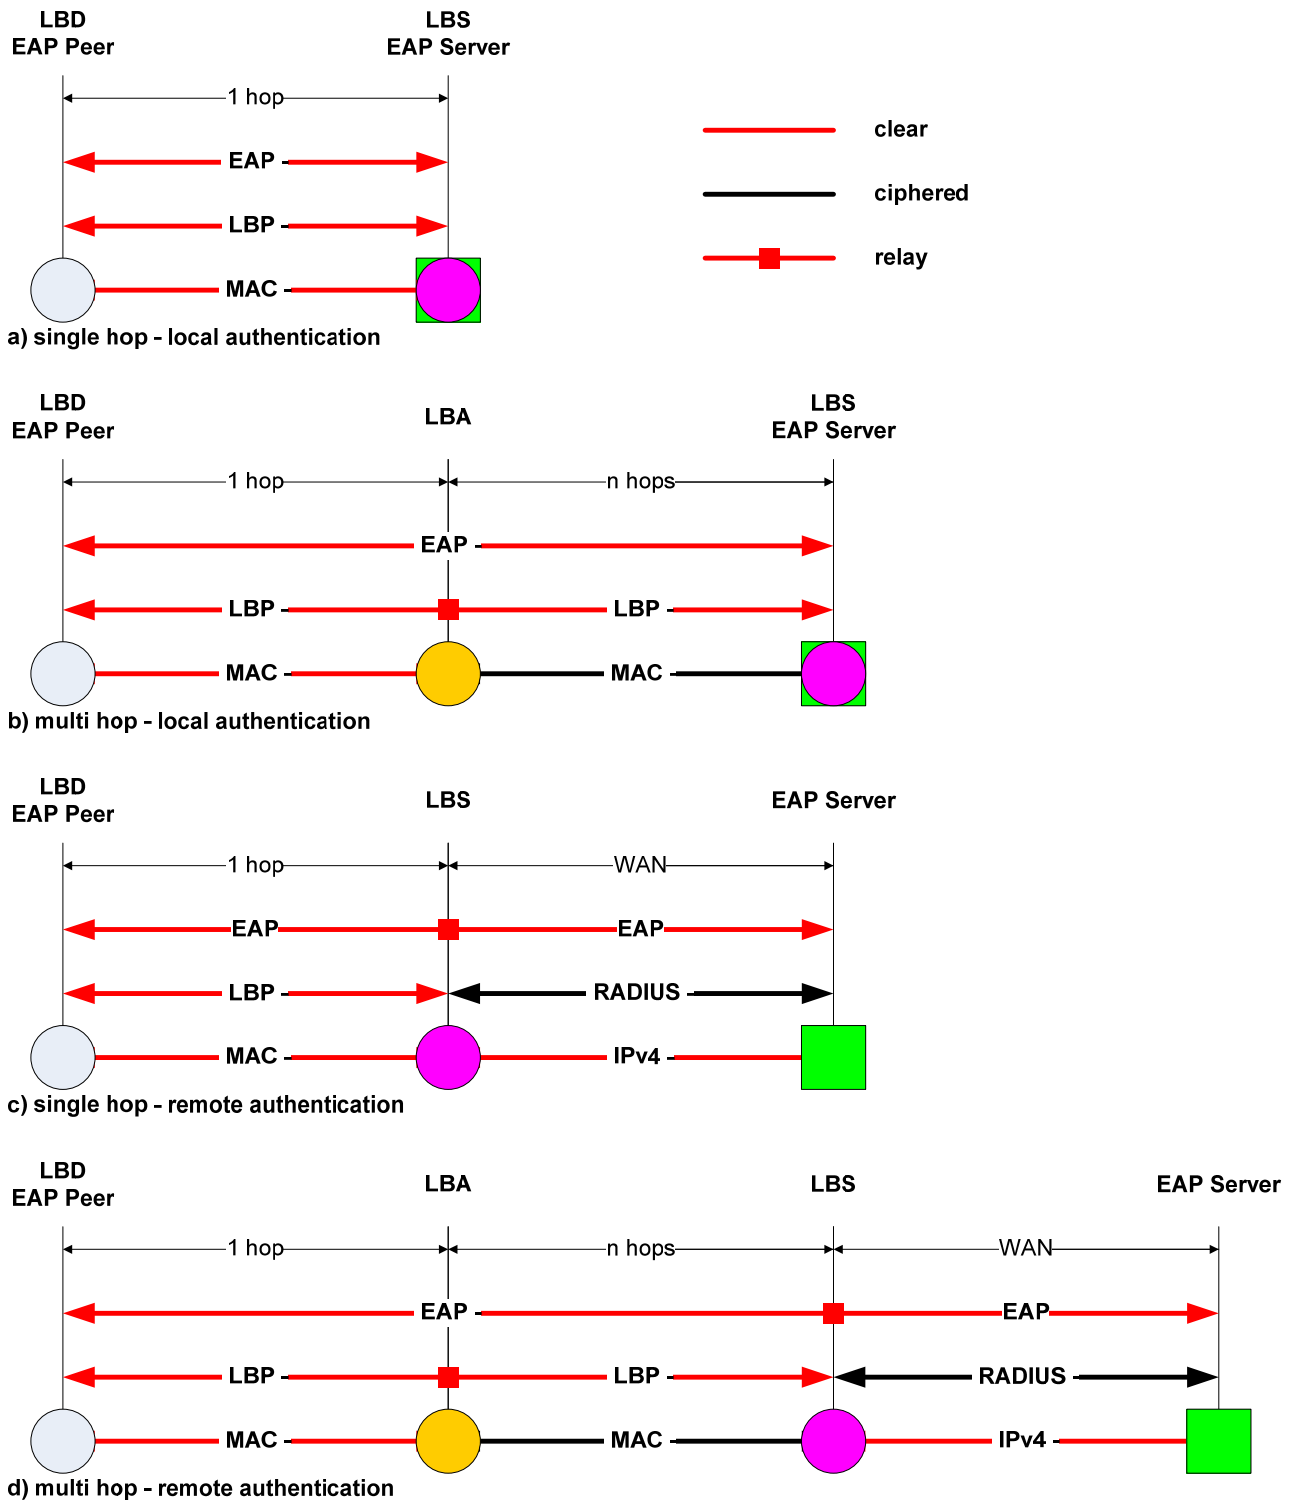 LBD
EAP Peer
LBS
EAP Server
1 hop
EAP
LBP
MAC
a) single hop - local authentication
clear
ciphered
relay
LBD
EAP Peer
LBA
LBS
EAP Server
1 hop
n hops
EAP
LBP
LBP
MAC
MAC
b) multi hop - local authentication
LBD
EAP Peer
LBS
EAP Server
1 hop
WAN
EAP
EAP
LBP
RADIUS
MAC
IPv4
c) single hop - remote authentication
LBD
EAP Peer
LBA
LBS
EAP Server
1 hop
n hops
WAN
EAP
EAP
LBP
LBP
RADIUS
MAC
MAC
IPv4
d) multi hop - remote authentication